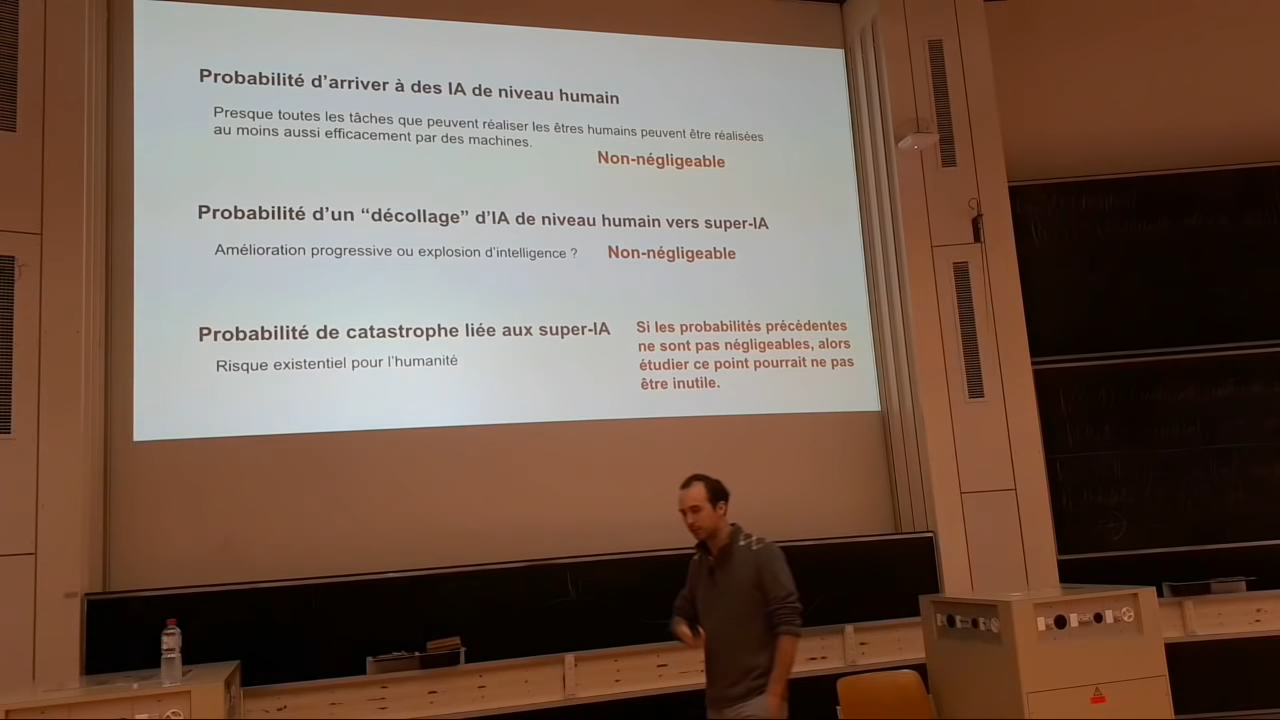 Probabilité d'arriver à des IA de niveau humain
Presque toutes les tâches que peuvent réaliser les êtres humains peuvent être réalisées
au moins aussi efficacement par des machines.
Non-négligeable
Probabilité d'un “décollage” d'IA de niveau humain vers super-IA
Amélioration progressive ou explosion d'intelligence ?
Non-négligeable
Probabilité de catastrophe liée aux super-IA
Risque existentiel pour l'humanité
Si les probabilités précédentes
ne sont pas négligeables, alors
étudier ce point pourrait ne pas
être inutile.